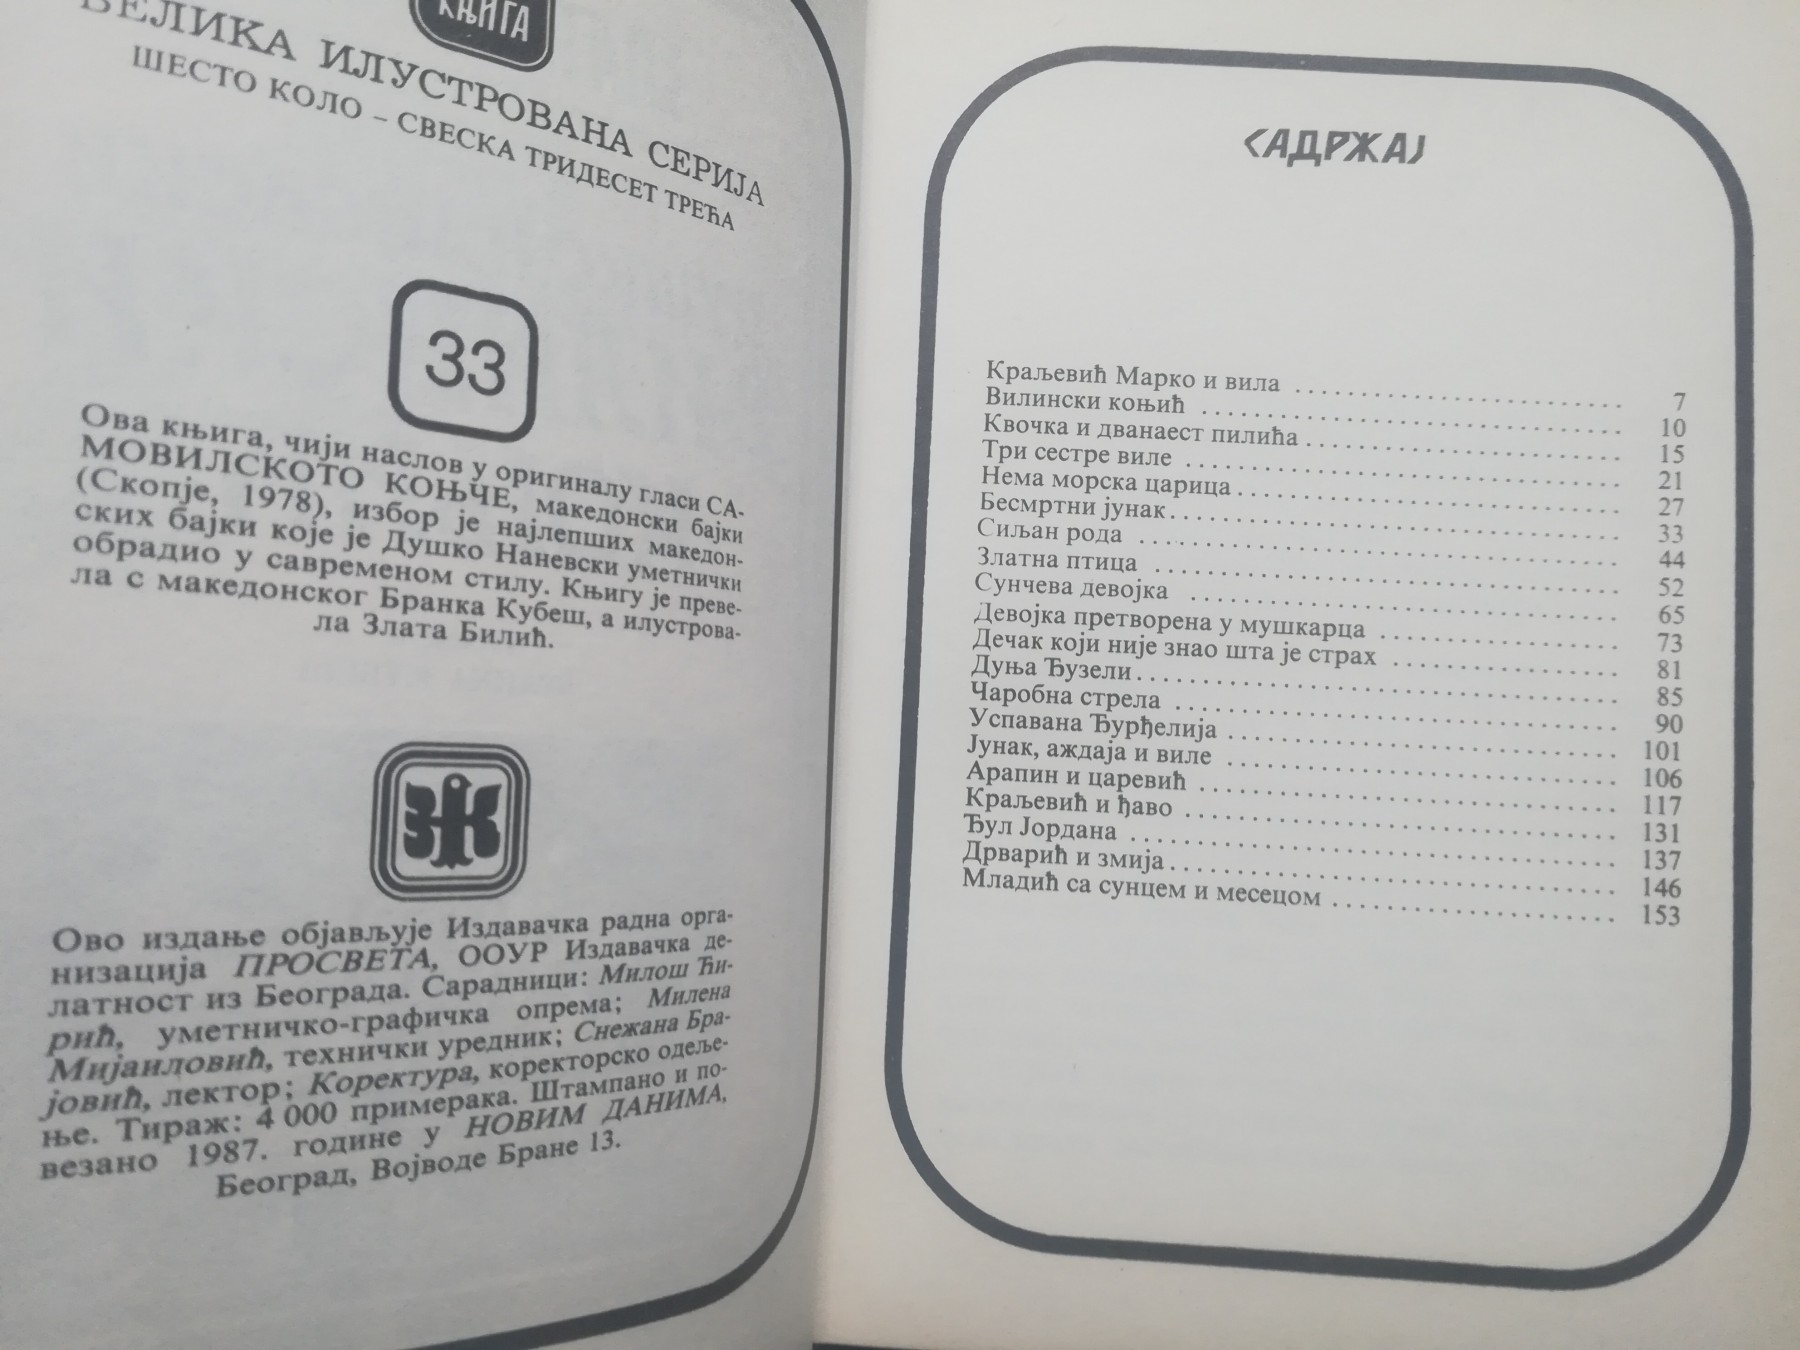 КЊИГА
ВЕЛИКА ИЛУСТРОВАНА СЕРИЈА
ШЕСТО КОЛО – СВЕСКА ТРИДЕСЕТ ТРЕЋА
33
Ова књига, чији наслов у оригиналу гласи СА-
МОВИЛСКОТО КОЊЧЕ, македонски бајки
(Скопје, 1978), избор је најлепших македон-
ских бајки које је Душко Наневски уметнички
обрадио у савременом стилу. Књигу је преве-
ла с македонског Бранка Кубеш, а илустрова-
ла Злата Билић.
Ово издање објављује Издавачка радна орга-
низација ПРОСВЕТА, ООУР Издавачка де-
латност из Београда. Сарадници: Милош Ћи-
рић, уметничко-графичка опрема; Милена
Мијаиловић, технички уредник; Снежана Бра-
јовић, лектор; Коректура, коректорско одеље-
ње. Тираж: 4 000 примерака. Штампано и по-
везано 1987. године у НОВИМ ДАНИМА,
Београд, Војводе Бране 13.
САДРЖАЈ
Краљевић Марко и вила ........ 7
Вилински коњић ........ 10
Квочка и дванаест пилића ........ 15
Три сестре виле ........ 21
Нема морска царица ........ 27
Бесмртни јунак ........ 33
Сиљан рода ........ 44
Златна птица ........ 52
Сунчева девојка ........ 65
Девојка претворена у мушкарца ........ 73
Дечак који није знао шта је страх ........ 81
Дуња Ђузели ........ 85
Чаробна стрела ........ 90
Успавана Ђурђелија ........ 101
Јунак, аждаја и виле ........ 106
Арапин и царевић ........ 117
Краљевић и ђаво ........ 131
Ђул Јордана ........ 137
Дрварић и змија ........ 146
Младић са сунцем и месецом ........ 153